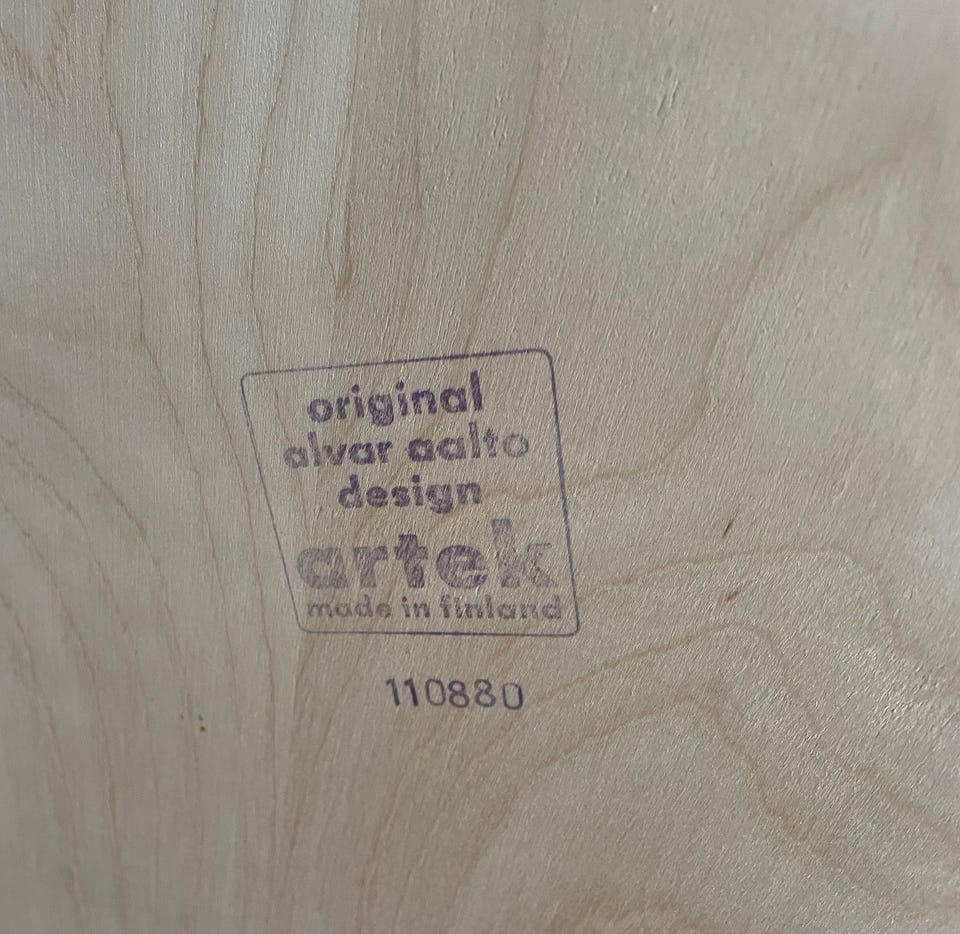 original
alvar aalto
design
artek
made in finland
110880